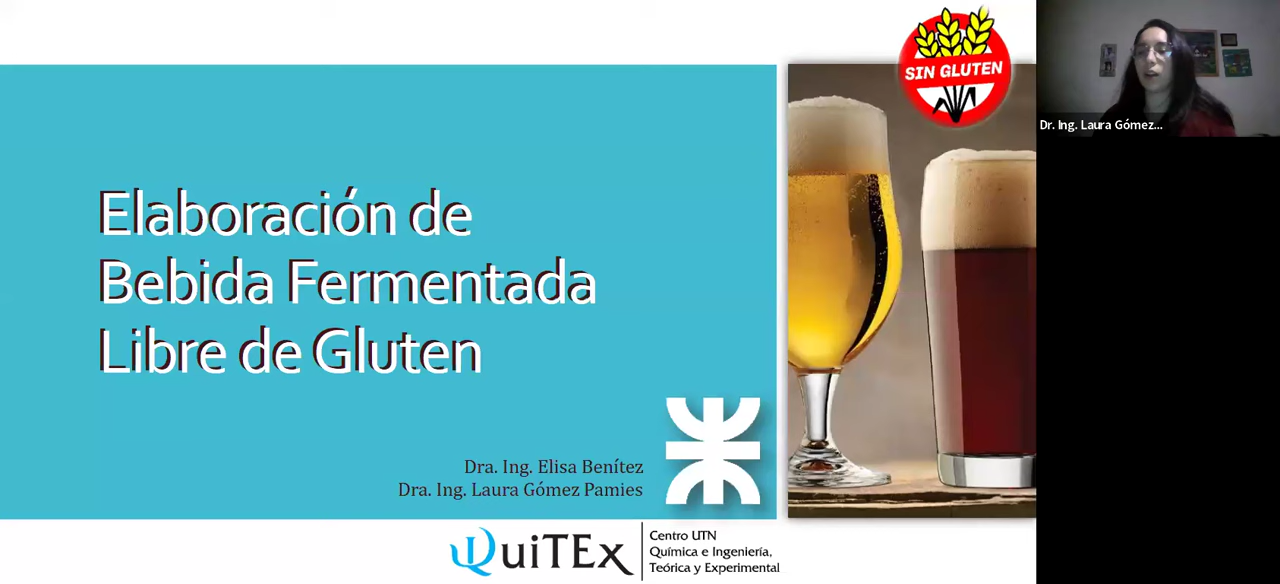 SIN GLUTEN
Dr. Ing. Laura Gómez...
Elaboración de
Bebida Fermentada
Libre de Gluten
Dra. Ing. Elisa Benítez
Dra. Ing. Laura Gómez Pamies
QuiTEx
Centro UTN
Química e Ingeniería,
Teórica y Experimental